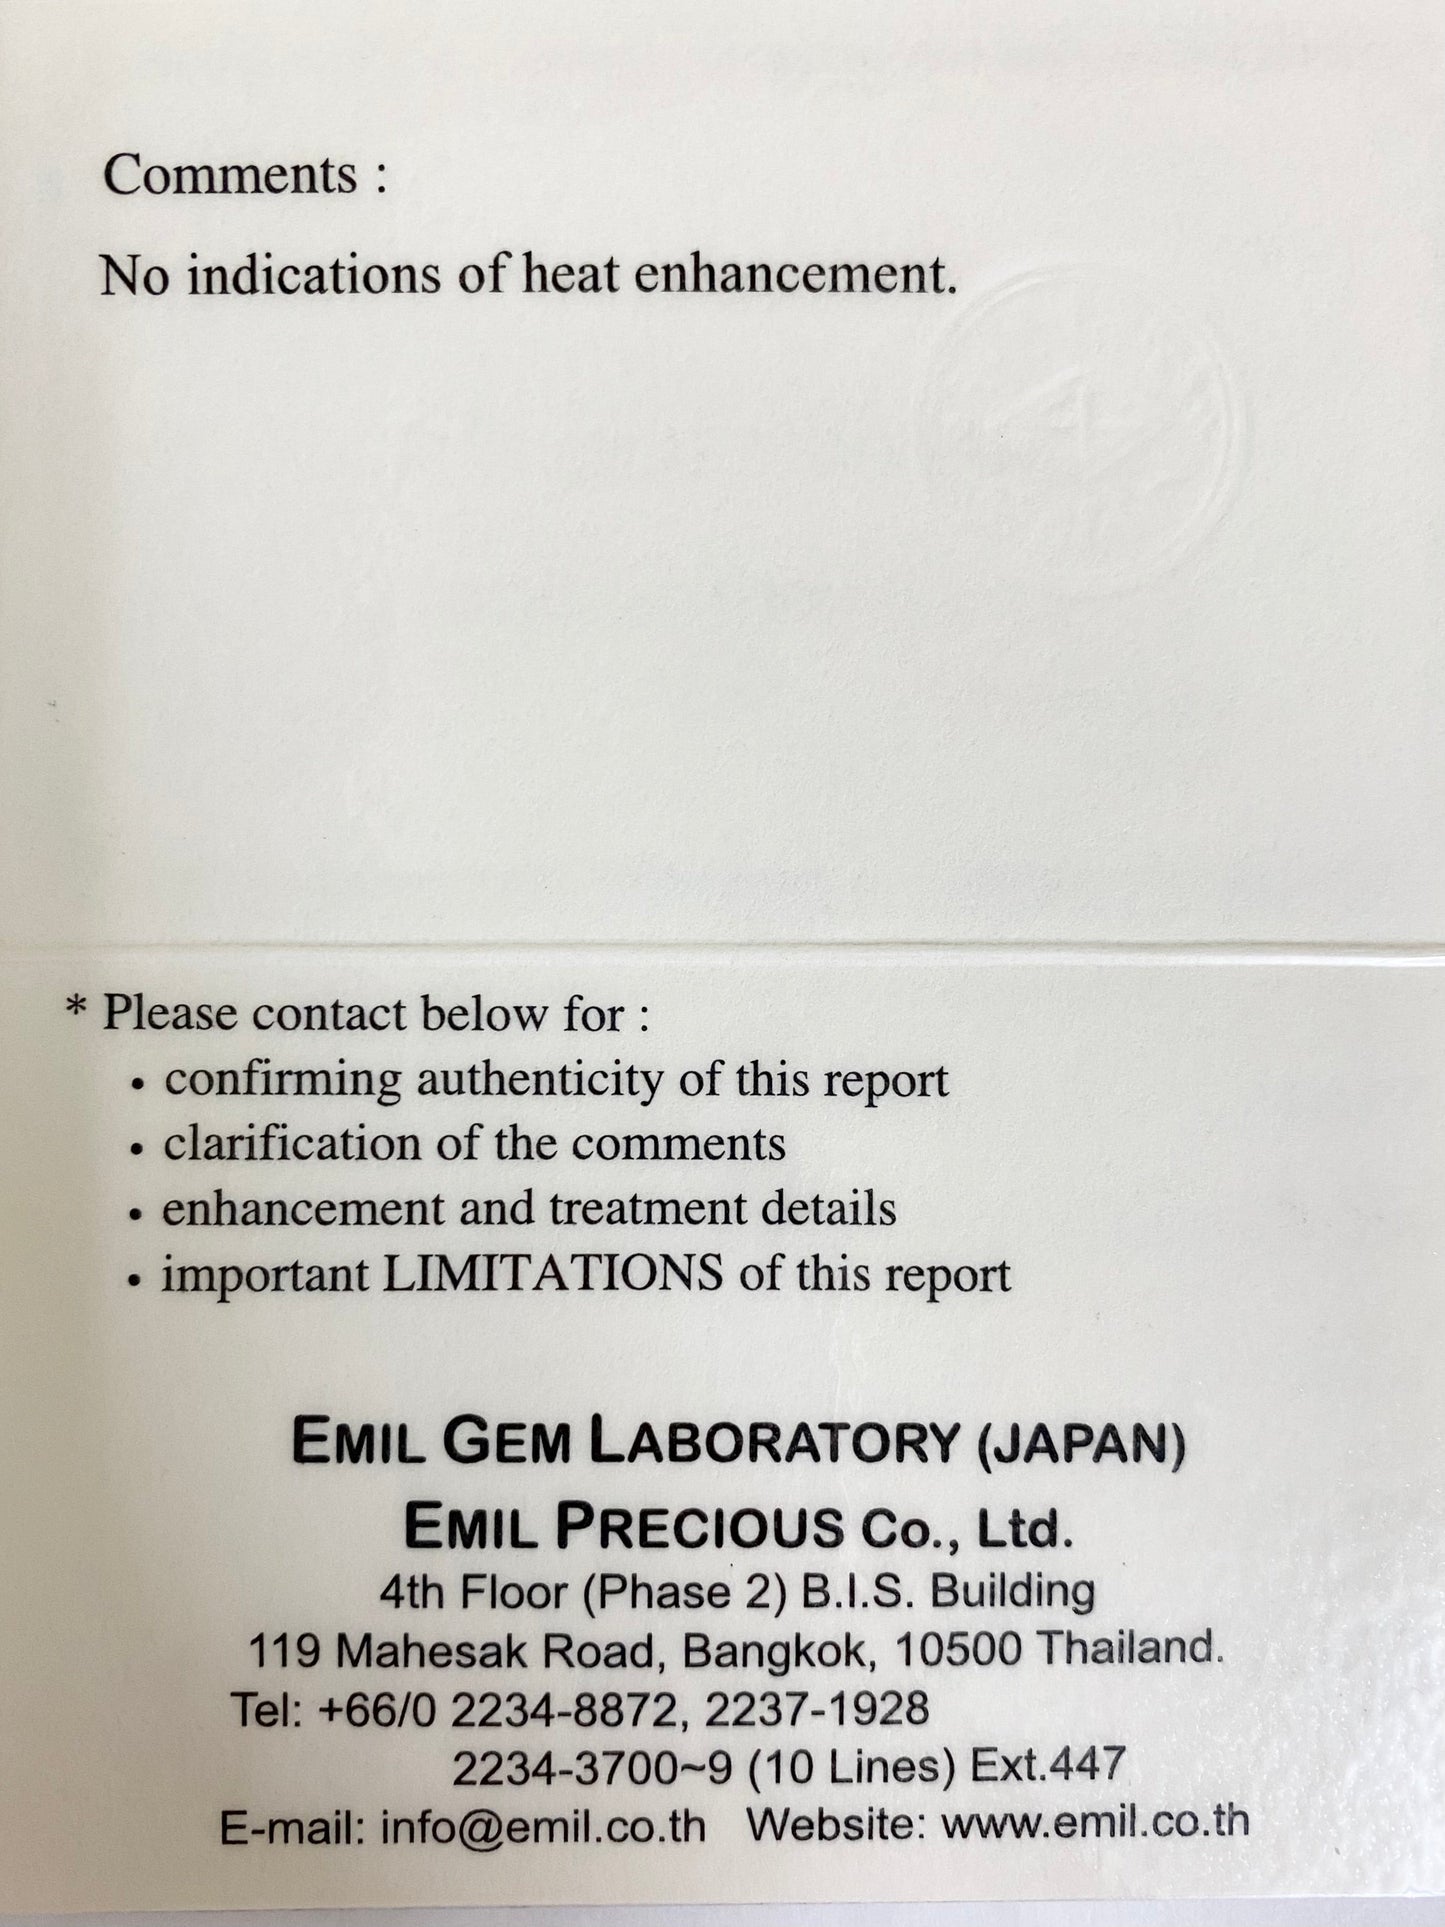 Comments :
No indications of heat enhancement.
* Please contact below for :
• confirming authenticity of this report
• clarification of the comments
• enhancement and treatment details
• important LIMITATIONS of this report
EMIL GEM LABORATORY (JAPAN)
EMIL PRECIOUS Co., Ltd.
4th Floor (Phase 2) B.I.S. Building
119 Mahesak Road, Bangkok, 10500 Thailand.
Tel: +66/0 2234-8872, 2237-1928
2234-3700~9 (10 Lines) Ext.447
E-mail: info@emil.co.th Website: www.emil.co.th